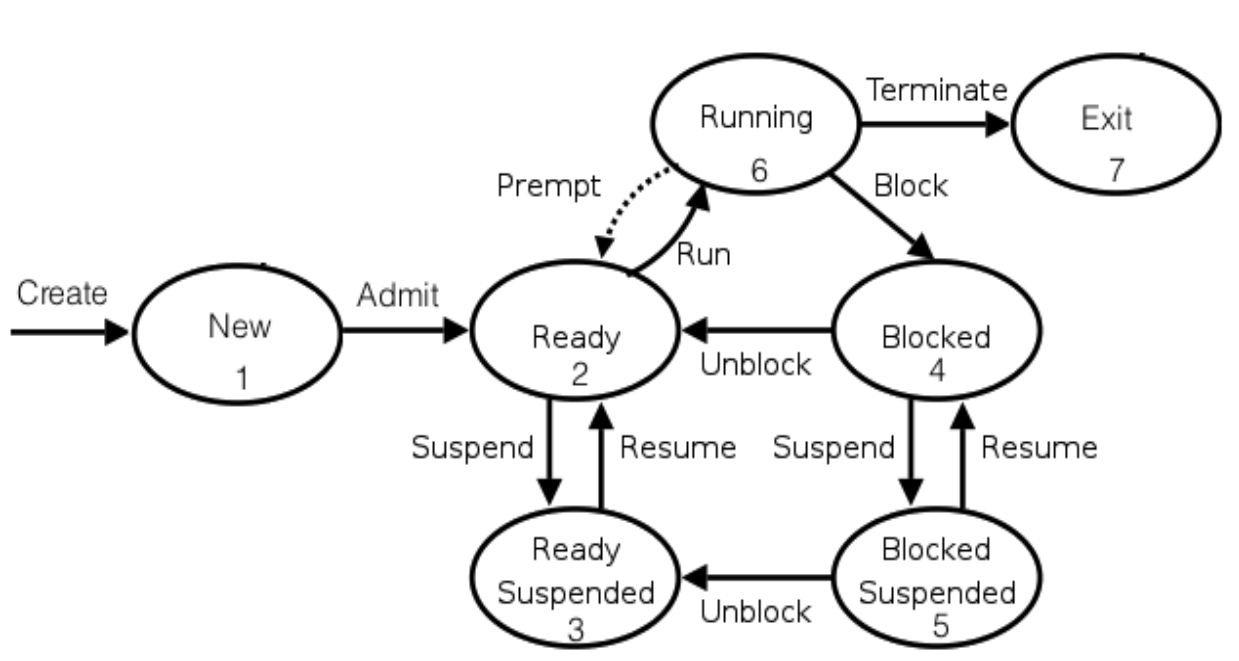 Terminate
Running
6
Exit
7
Prempt
Block
Run
Create
New
1
Admit
Ready
2
Unblock
Blocked
4
Suspend
Resume
Suspend
Resume
Ready
Suspended
3
Unblock
Blocked
Suspended
5